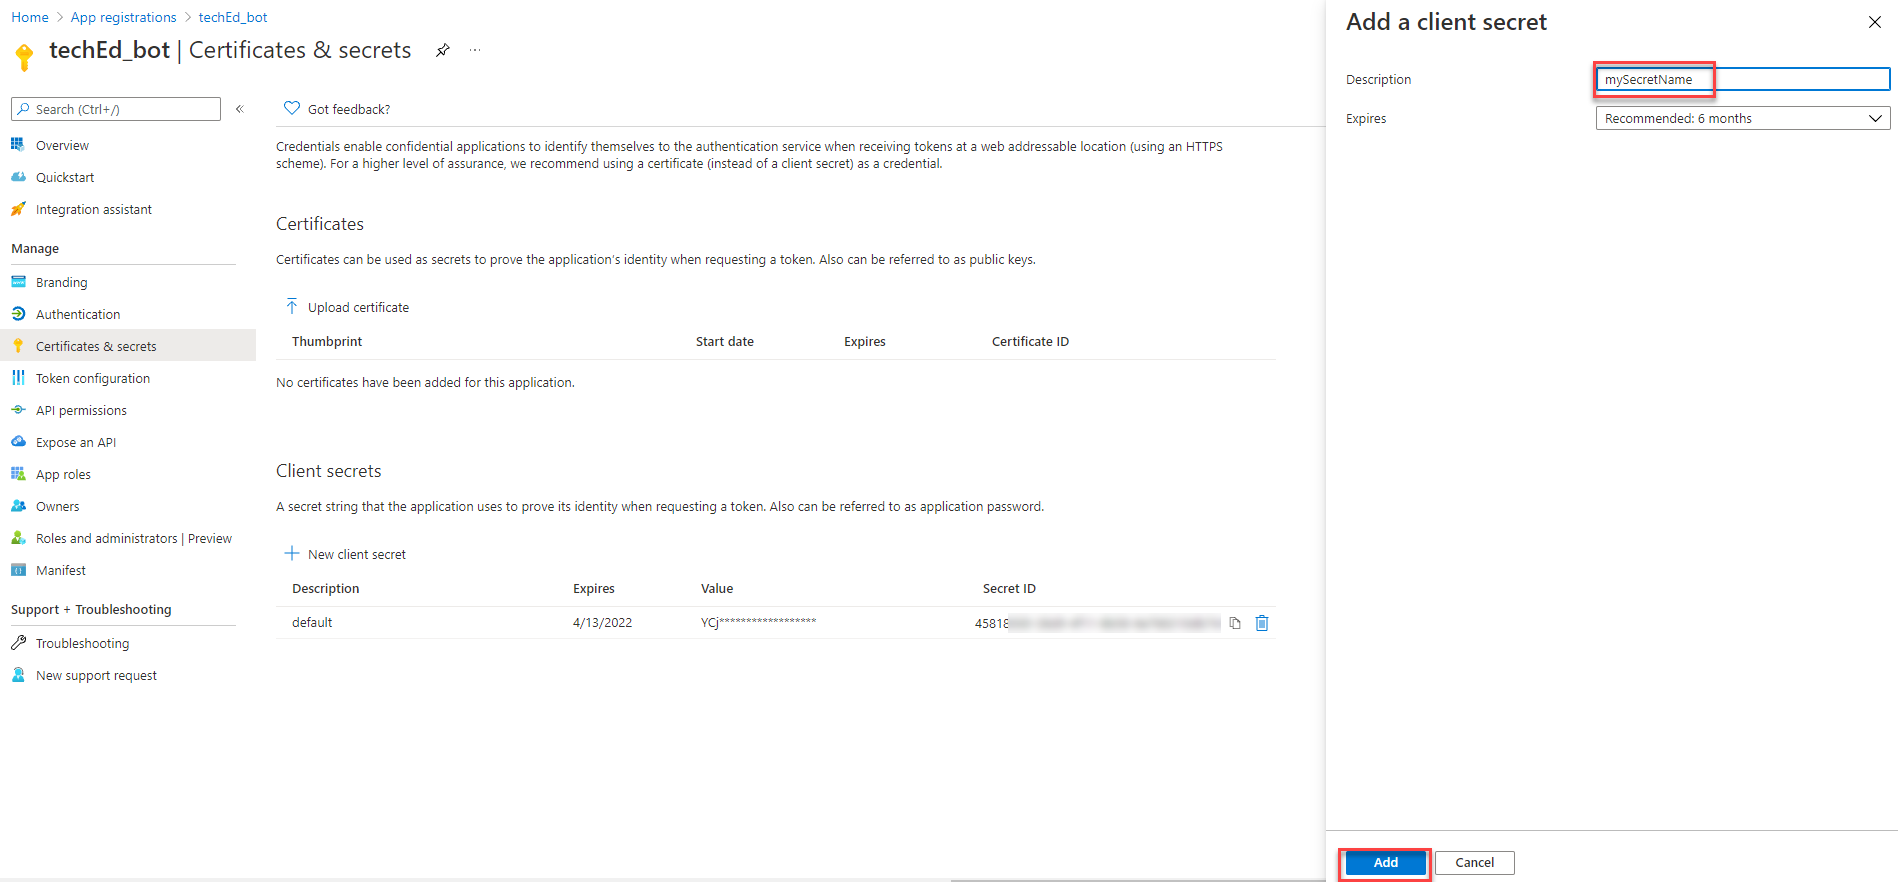 Home > App registrations > techEd_bot
techEd_bot | Certificates & secrets
Search (Ctrl+/)
Overview
Quickstart
Integration assistant
Manage
Branding
Authentication
Certificates & secrets
Token configuration
API permissions
Expose an API
App roles
Owners
Roles and administrators | Preview
Manifest
Support + Troubleshooting
Troubleshooting
New support request
Got feedback?
Credentials enable confidential applications to identify themselves to the authentication service when receiving tokens at a web addressable location (using an HTTPS
scheme). For a higher level of assurance, we recommend using a certificate (instead of a client secret) as a credential.
Certificates
Certificates can be used as secrets to prove the application's identity when requesting a token. Also can be referred to as public keys.
Upload certificate
Thumbprint Start date Expires Certificate ID
No certificates have been added for this application.
Client secrets
A secret string that the application uses to prove its identity when requesting a token. Also can be referred to as application password.
New client secret
Description Expires Value Secret ID
default 4/13/2022 YCj****************** 45818
Add a client secret
Description mySecretName
Expires Recommended: 6 months
Add Cancel